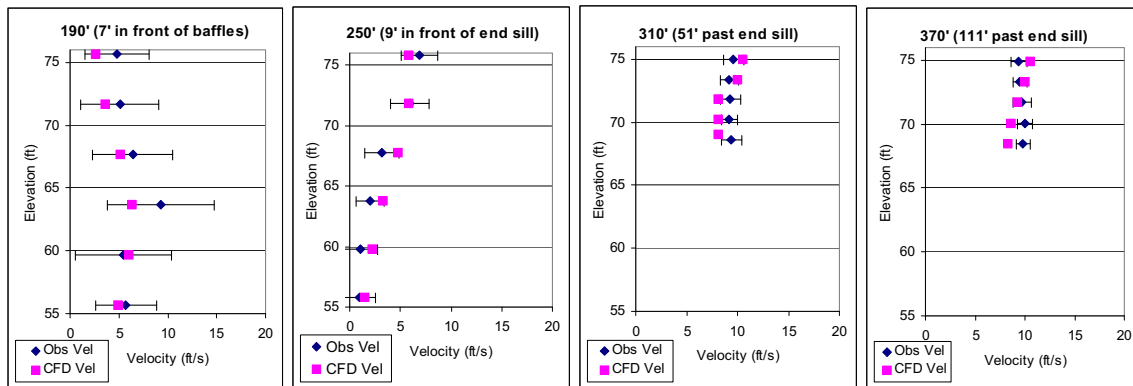 190' (7' in front of baffles)
75
70
65
60
55
0 5 10 15 20
Elevation (ft)
Velocity (ft/s)
Obs Vel
CFD Vel
250' (9' in front of end sill)
75
70
65
60
55
0 5 10 15 20
Elevation (ft)
Velocity (ft/s)
Obs Vel
CFD Vel
310' (51' past end sill)
75
70
65
60
55
0 5 10 15 20
Elevation (ft)
Velocity (ft/s)
Obs Vel
CFD Vel
370' (111' past end sill)
75
70
65
60
55
0 5 10 15 20
Elevation (ft)
Velocity (ft/s)
Obs Vel
CFD Vel